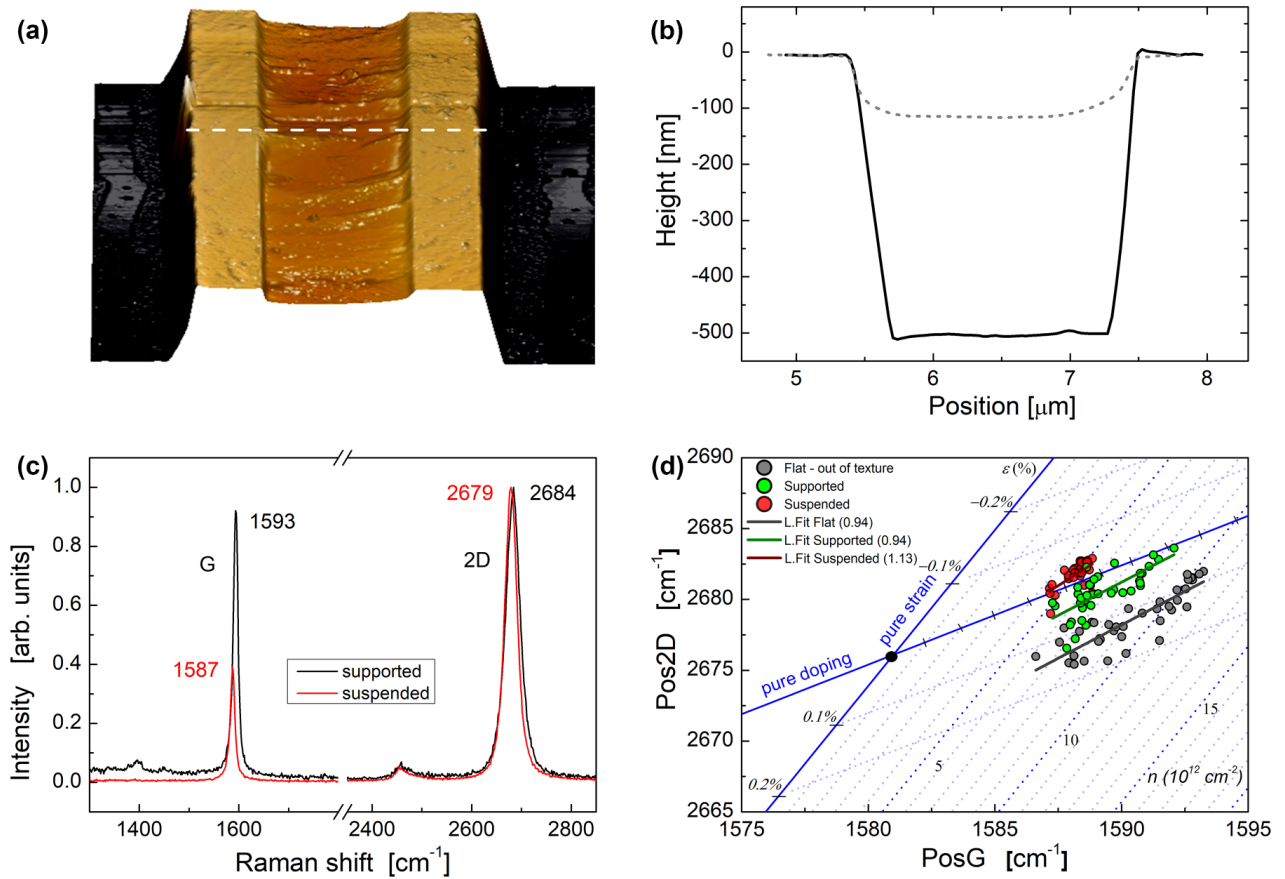 (a)
(b)
0
-100
-200
-300
-400
-500
Height [nm]
5
6
7
8
Position [μm]
(c)
1.0
0.8
0.6
0.4
0.2
0.0
Intensity [arb. units]
2679
2684
1593
G
2D
1587
supported
suspended
1400
1600
2400
2600
2800
Raman shift [cm⁻¹]
(d)
2690
2685
2680
2675
2670
2665
Pos2D [cm⁻¹]
Flat - out of texture
Supported
Suspended
L.Fit Flat (0.94)
L.Fit Supported (0.94)
L.Fit Suspended (1.13)
ε (%)
−0.2%
−0.1%
pure strain
pure doping
0.1%
0.2%
5
10
15
n (10¹² cm⁻²)
1575
1580
1585
1590
1595
PosG [cm⁻¹]